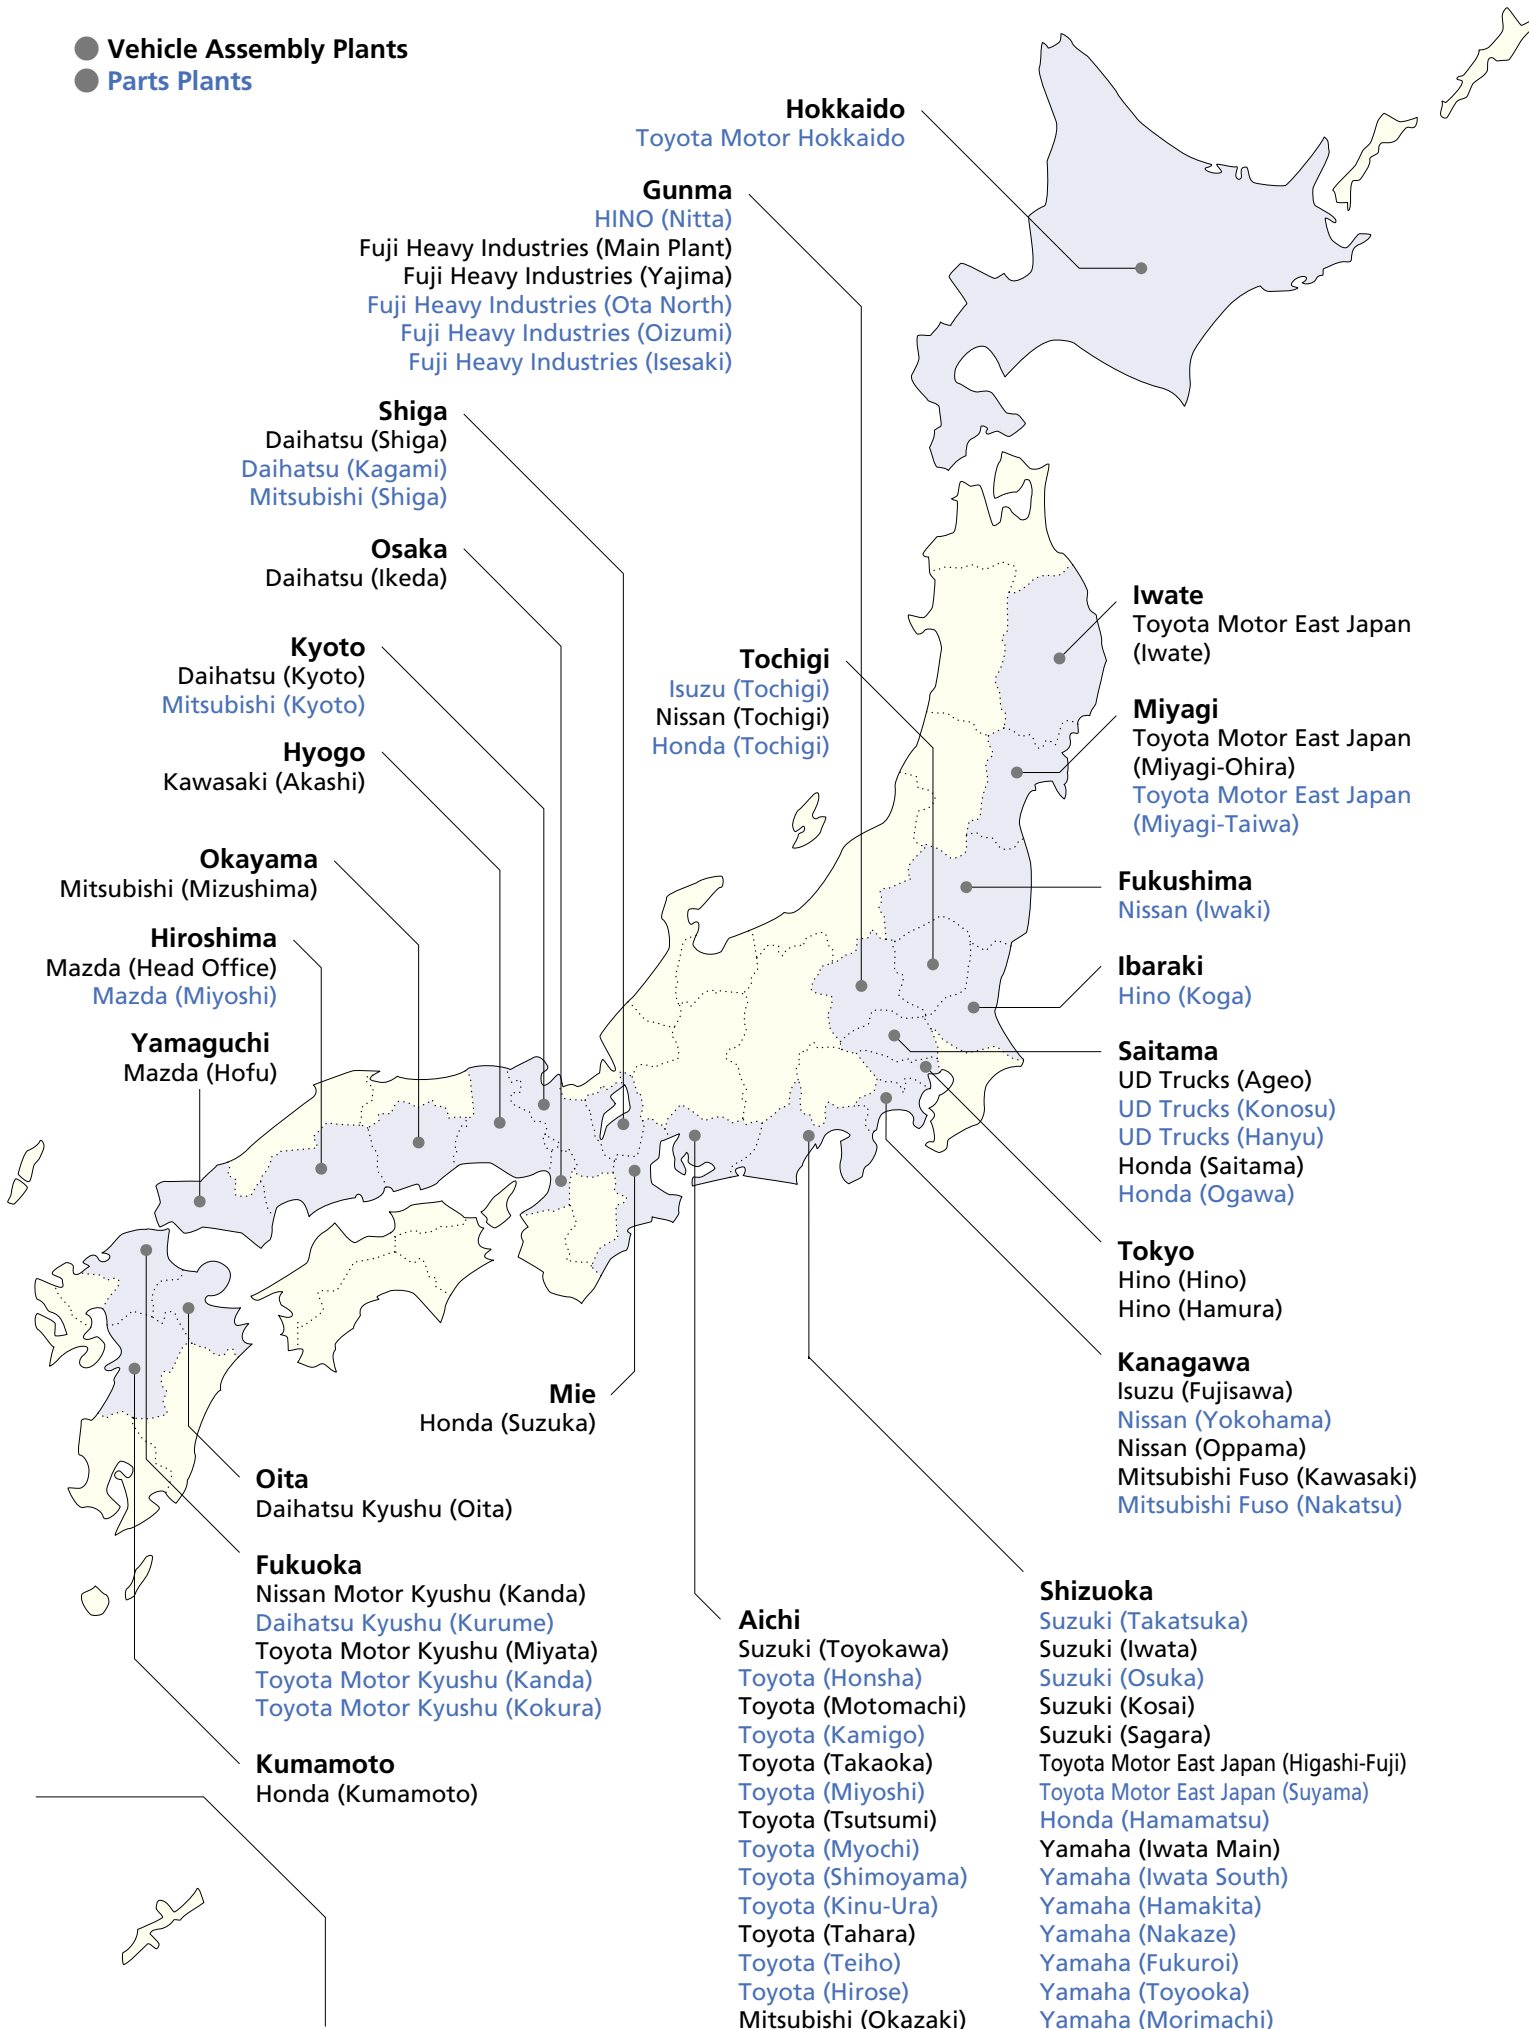 Vehicle Assembly Plants
Parts Plants
Hokkaido
Toyota Motor Hokkaido
Gunma
HINO (Nitta)
Fuji Heavy Industries (Main Plant)
Fuji Heavy Industries (Yajima)
Fuji Heavy Industries (Ota North)
Fuji Heavy Industries (Oizumi)
Fuji Heavy Industries (Isesaki)
Shiga
Daihatsu (Shiga)
Daihatsu (Kagami)
Mitsubishi (Shiga)
Osaka
Daihatsu (Ikeda)
Kyoto
Daihatsu (Kyoto)
Mitsubishi (Kyoto)
Hyogo
Kawasaki (Akashi)
Okayama
Mitsubishi (Mizushima)
Hiroshima
Mazda (Head Office)
Mazda (Miyoshi)
Yamaguchi
Mazda (Hofu)
Tochigi
Isuzu (Tochigi)
Nissan (Tochigi)
Honda (Tochigi)
Iwate
Toyota Motor East Japan
(Iwate)
Miyagi
Toyota Motor East Japan
(Miyagi-Ohira)
Toyota Motor East Japan
(Miyagi-Taiwa)
Fukushima
Nissan (Iwaki)
Ibaraki
Hino (Koga)
Saitama
UD Trucks (Ageo)
UD Trucks (Konosu)
UD Trucks (Hanyu)
Honda (Saitama)
Honda (Ogawa)
Tokyo
Hino (Hino)
Hino (Hamura)
Kanagawa
Isuzu (Fujisawa)
Nissan (Yokohama)
Nissan (Oppama)
Mitsubishi Fuso (Kawasaki)
Mitsubishi Fuso (Nakatsu)
Mie
Honda (Suzuka)
Oita
Daihatsu Kyushu (Oita)
Fukuoka
Nissan Motor Kyushu (Kanda)
Daihatsu Kyushu (Kurume)
Toyota Motor Kyushu (Miyata)
Toyota Motor Kyushu (Kanda)
Toyota Motor Kyushu (Kokura)
Kumamoto
Honda (Kumamoto)
Aichi
Suzuki (Toyokawa)
Toyota (Honsha)
Toyota (Motomachi)
Toyota (Kamigo)
Toyota (Takaoka)
Toyota (Miyoshi)
Toyota (Tsutsumi)
Toyota (Myochi)
Toyota (Shimoyama)
Toyota (Kinu-Ura)
Toyota (Tahara)
Toyota (Teiho)
Toyota (Hirose)
Mitsubishi (Okazaki)
Shizuoka
Suzuki (Takatsuka)
Suzuki (Iwata)
Suzuki (Osuka)
Suzuki (Kosai)
Suzuki (Sagara)
Toyota Motor East Japan (Higashi-Fuji)
Toyota Motor East Japan (Suyama)
Honda (Hamamatsu)
Yamaha (Iwata Main)
Yamaha (Iwata South)
Yamaha (Hamakita)
Yamaha (Nakaze)
Yamaha (Fukuroi)
Yamaha (Toyooka)
Yamaha (Morimachi)